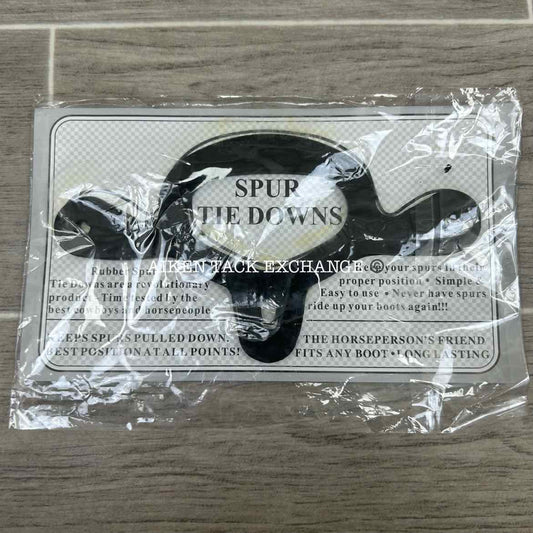 SPUR
TIE DOWNS
AIKEN TACK EXCHANGE
Rubber Spur
Tie Downs are a revolutionary
product - Time tested by the
best cowboys and horsepeople.
KEEPS SPURS PULLED DOWN.
BEST POSITION AT ALL POINTS!
your spurs in their
proper position • Simple &
Easy to use • Never have spurs
ride up your boots again!!!
THE HORSEPERSON'S FRIEND
FITS ANY BOOT • LONG LASTING